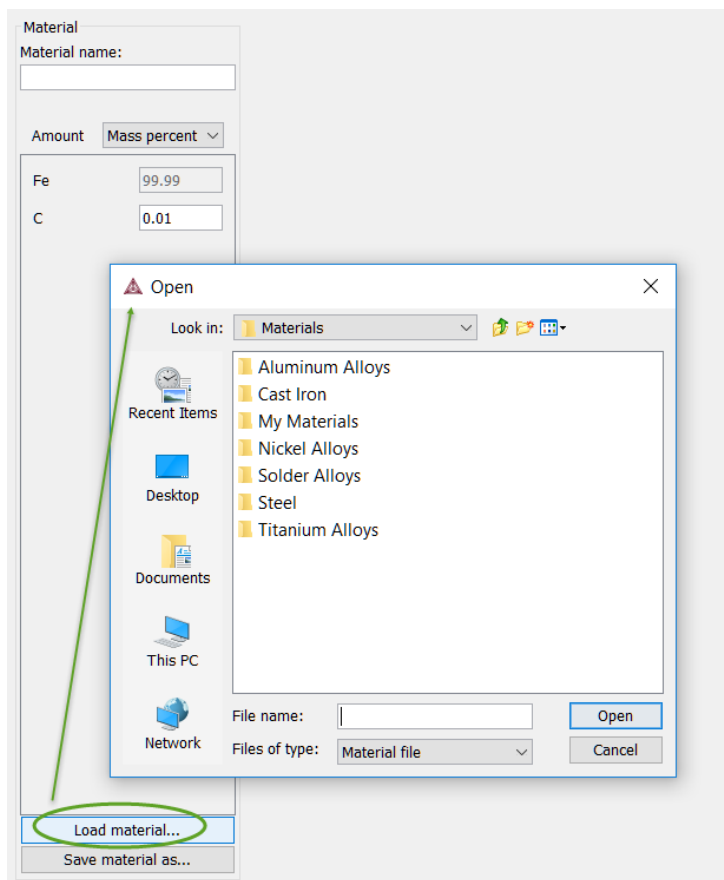 Material
Material name:
Amount Mass percent
Fe 99.99
C 0.01
Open
Look in: Materials
Recent Items
Desktop
Documents
This PC
Network
Aluminum Alloys
Cast Iron
My Materials
Nickel Alloys
Solder Alloys
Steel
Titanium Alloys
File name: Open
Files of type: Material file Cancel
Load material...
Save material as...